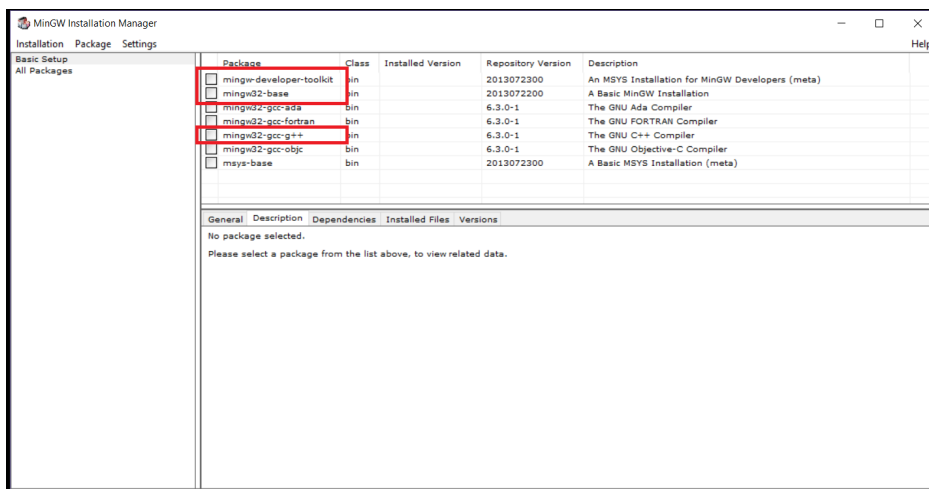 MinGW Installation Manager
Installation Package Settings Help
Basic Setup
All Packages
Package Class Installed Version Repository Version Description
mingw-developer-toolkit bin 2013072300 An MSYS Installation for MinGW Developers (meta)
mingw32-base bin 2013072200 A Basic MinGW Installation
mingw32-gcc-ada bin 6.3.0-1 The GNU Ada Compiler
mingw32-gcc-fortran bin 6.3.0-1 The GNU FORTRAN Compiler
mingw32-gcc-g++ bin 6.3.0-1 The GNU C++ Compiler
mingw32-gcc-objc bin 6.3.0-1 The GNU Objective-C Compiler
msys-base bin 2013072300 A Basic MSYS Installation (meta)
General Description Dependencies Installed Files Versions
No package selected.
Please select a package from the list above, to view related data.